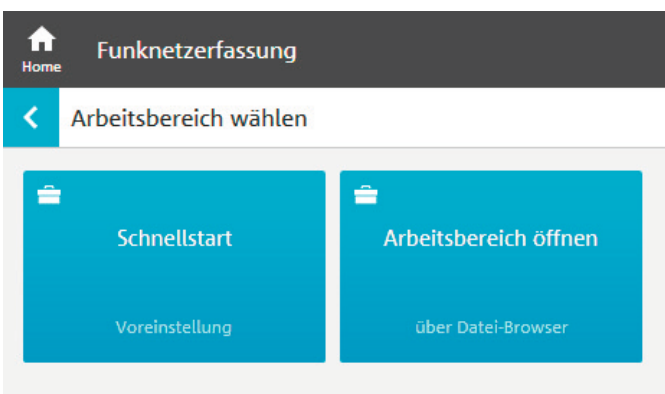 Home
Funknetzerfassung
Arbeitsbereich wählen
Schnellstart
Voreinstellung
Arbeitsbereich öffnen
über Datei-Browser